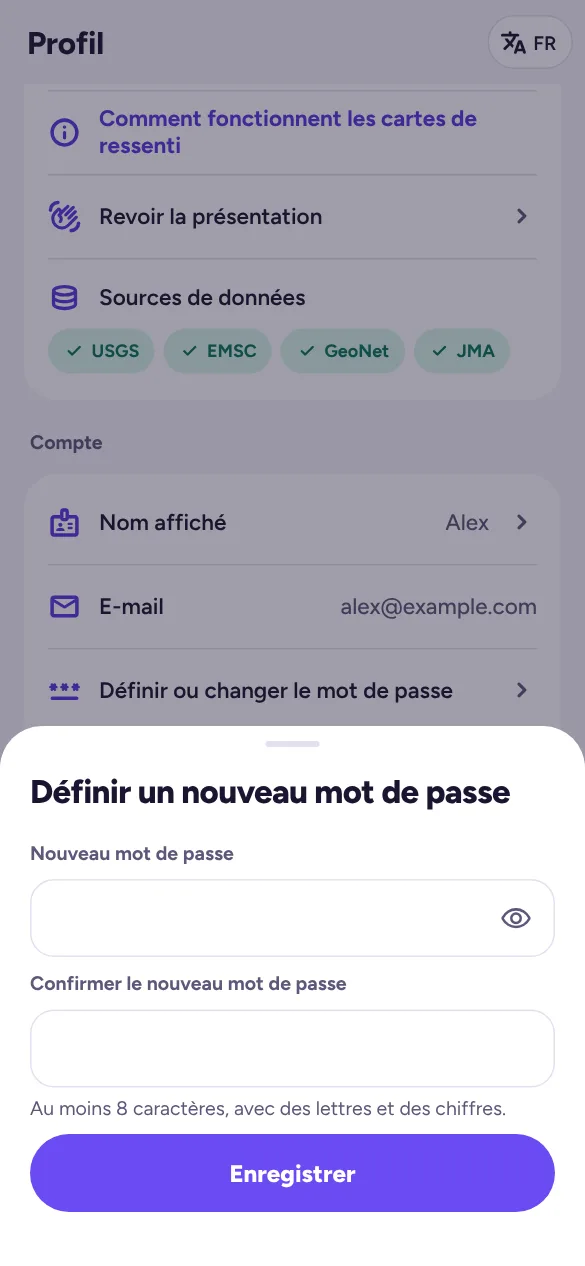 Profil
FR
Comment fonctionnent les cartes de
ressenti
Revoir la présentation
Sources de données
USGS
EMSC
GeoNet
JMA
Compte
Nom affiché
Alex
E-mail
alex@example.com
Définir ou changer le mot de passe
Définir un nouveau mot de passe
Nouveau mot de passe
Confirmer le nouveau mot de passe
Au moins 8 caractères, avec des lettres et des chiffres.
Enregistrer